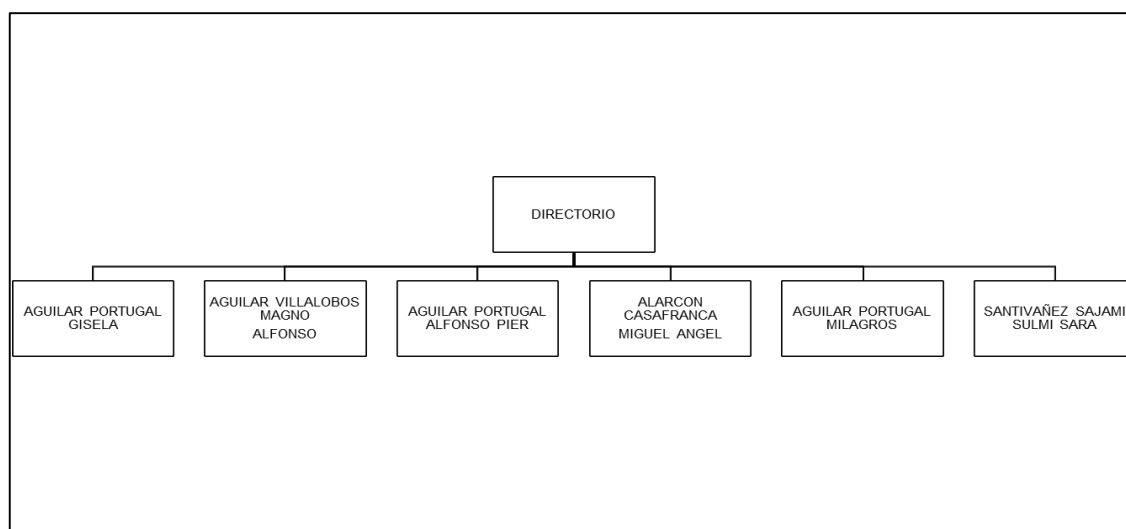 DIRECTORIO
AGUILAR PORTUGAL
GISELA
AGUILAR VILLALOBOS
MAGNO
ALFONSO
AGUILAR PORTUGAL
ALFONSO PIER
ALARCON
CASAFRANCA
MIGUEL ANGEL
AGUILAR PORTUGAL
MILAGROS
SANTIVAÑEZ SAJAMI
SULMI SARA